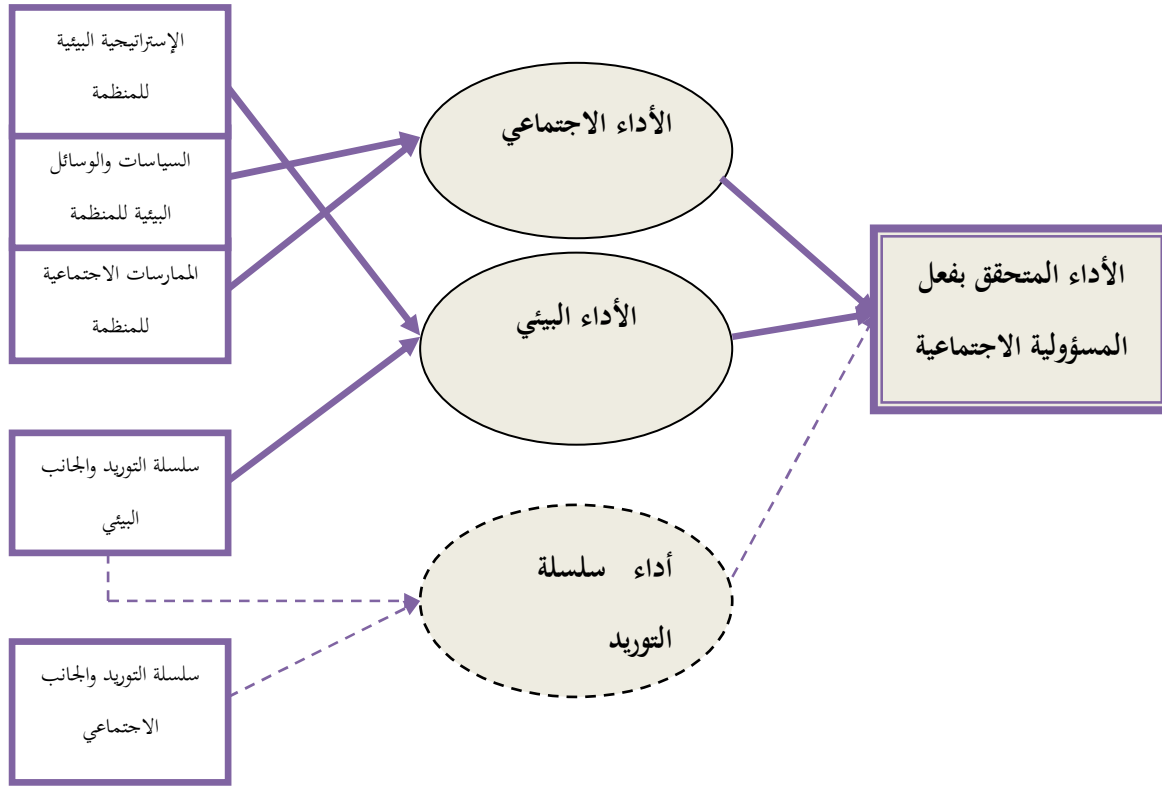 الإستراتيجية البيئية
للمنظمة
السياسات والوسائل
البيئية للمنظمة
الممارسات الاجتماعية
للمنظمة
سلسلة التوريد والجانب
البيئي
سلسلة التوريد والجانب
الاجتماعي
الأداء الاجتماعي
الأداء البيئي
أداء سلسلة
التوريد
الأداء المتحقق بفعل
المسؤولية الاجتماعية